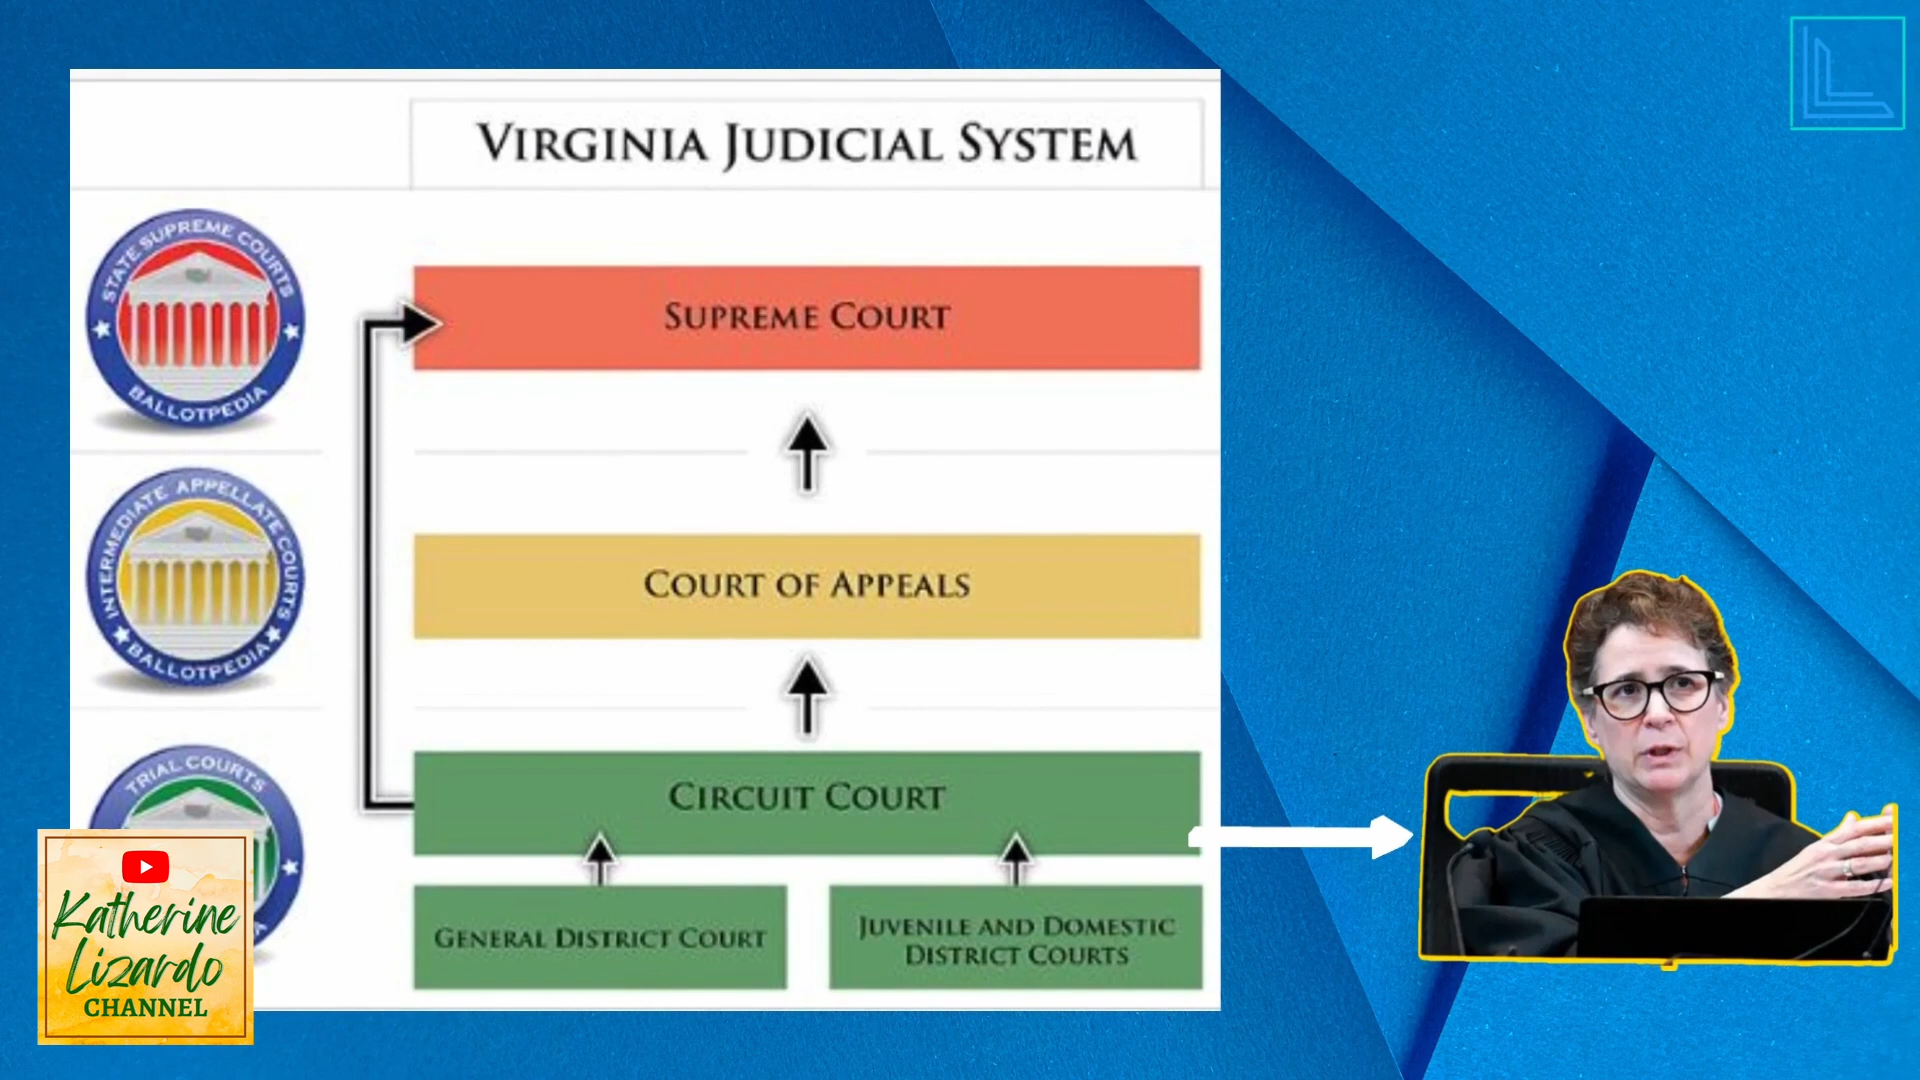 VIRGINIA JUDICIAL SYSTEM
STATE SUPREME COURTS
BALLOTPEDIA
SUPREME COURT
INTERMEDIATE APPELLATE COURTS
BALLOTPEDIA
COURT OF APPEALS
TRIAL COURTS
CIRCUIT COURT
GENERAL DISTRICT COURT
JUVENILE AND DOMESTIC
DISTRICT COURTS
Katherine
Lizardo
CHANNEL